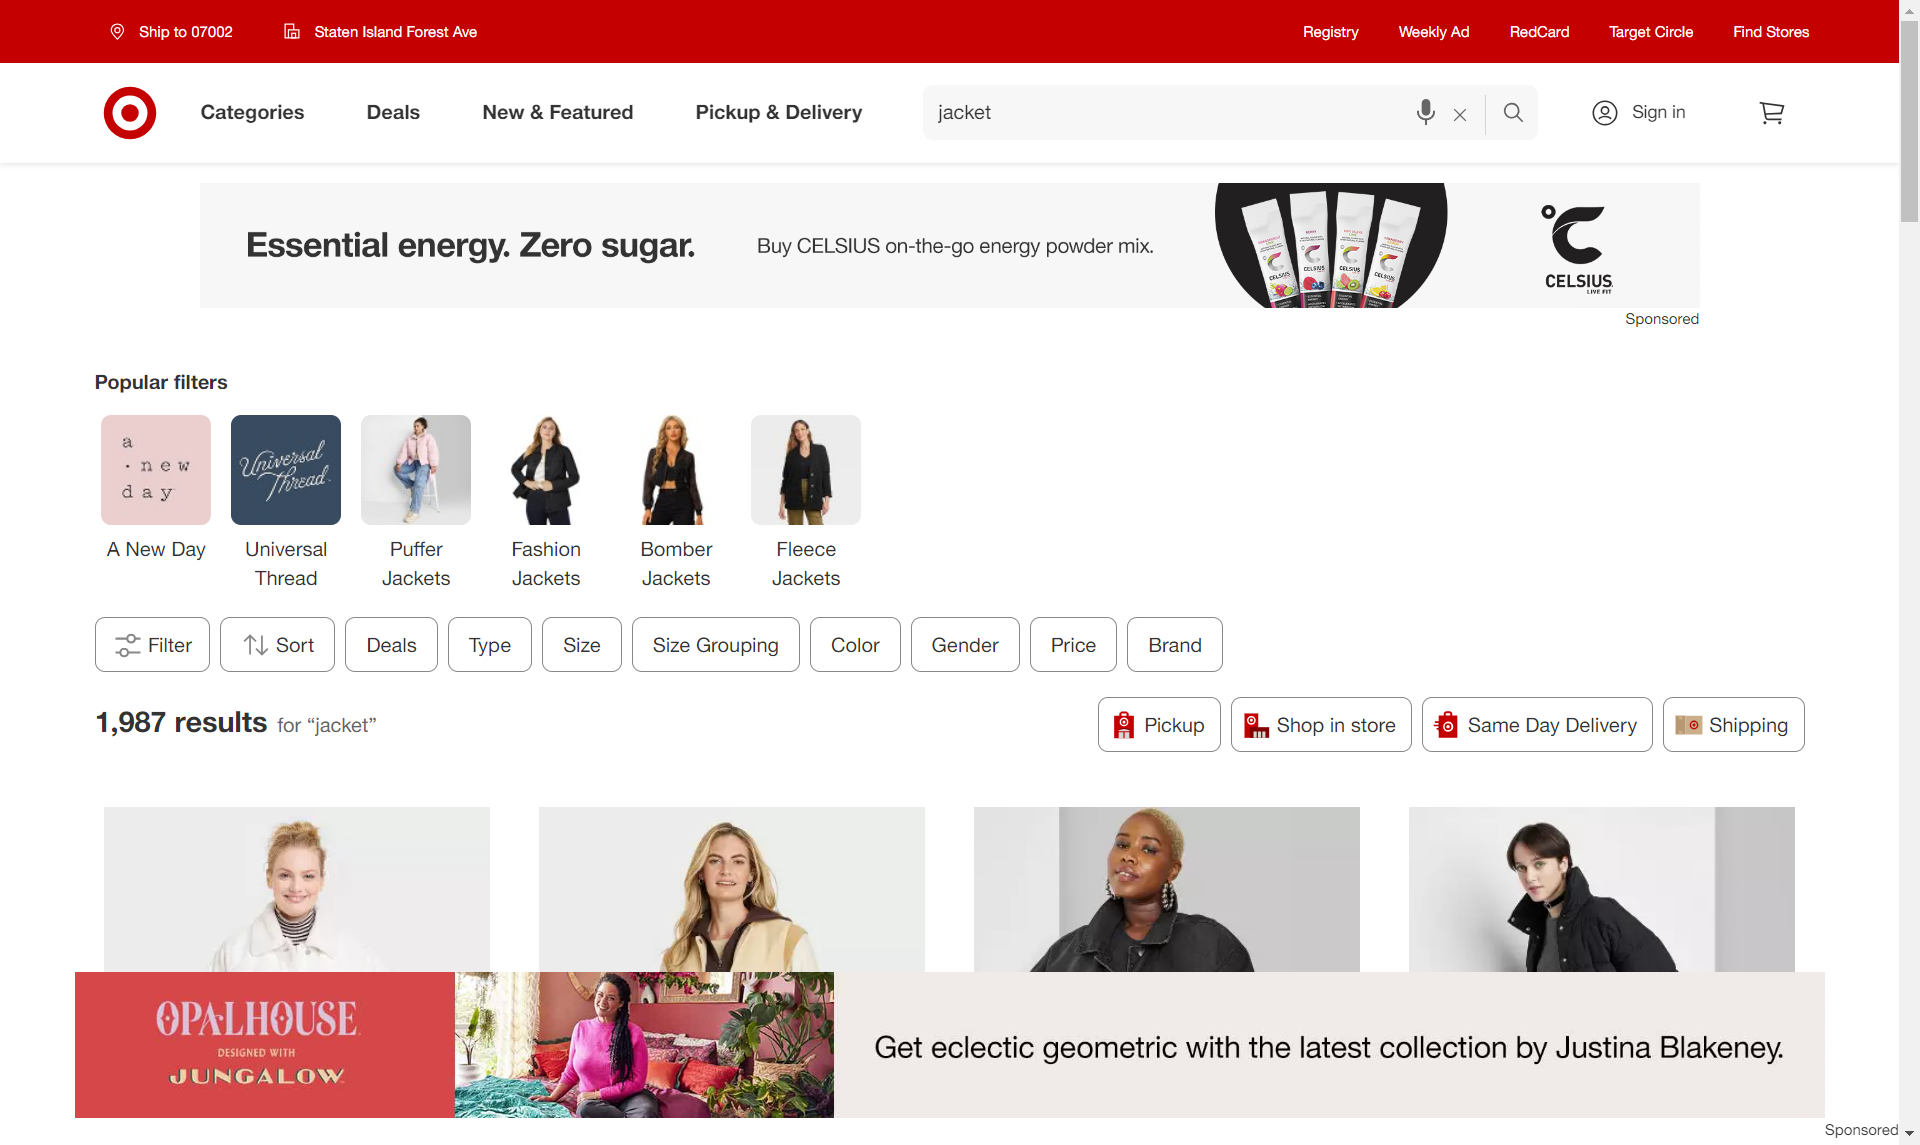 Ship to 07002
Staten Island Forest Ave
Registry
Weekly Ad
RedCard
Target Circle
Find Stores
Categories
Deals
New & Featured
Pickup & Delivery
jacket
Sign in
Essential energy. Zero sugar.
Buy CELSIUS on-the-go energy powder mix.
CELSIUS
CELSIUS
CELSIUS
CELSIUS
CELSIUS
LIVE FIT
Sponsored
Popular filters
a
· new
day
Universal
Thread
A New Day
Universal
Thread
Puffer
Jackets
Fashion
Jackets
Bomber
Jackets
Fleece
Jackets
Filter
Sort
Deals
Type
Size
Size Grouping
Color
Gender
Price
Brand
1,987 results for “jacket”
Pickup
Shop in store
Same Day Delivery
Shipping
OPALHOUSE
DESIGNED WITH
JUNGALOW
Get eclectic geometric with the latest collection by Justina Blakeney.
Sponsored